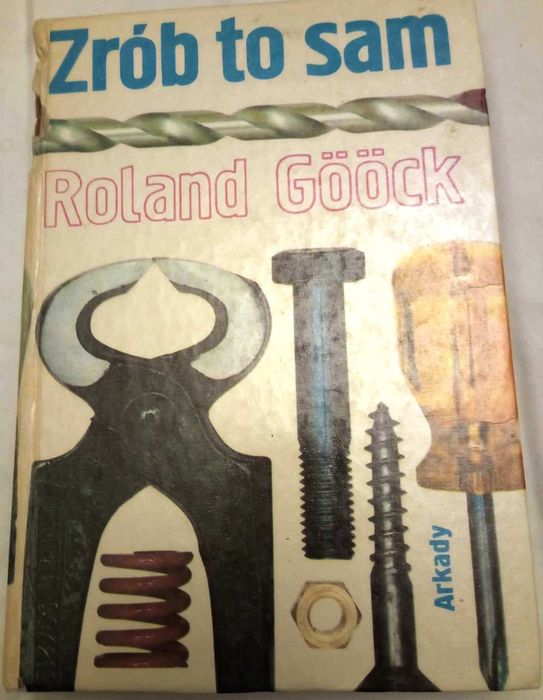 Zrób to sam
Roland Gööck
Arkady